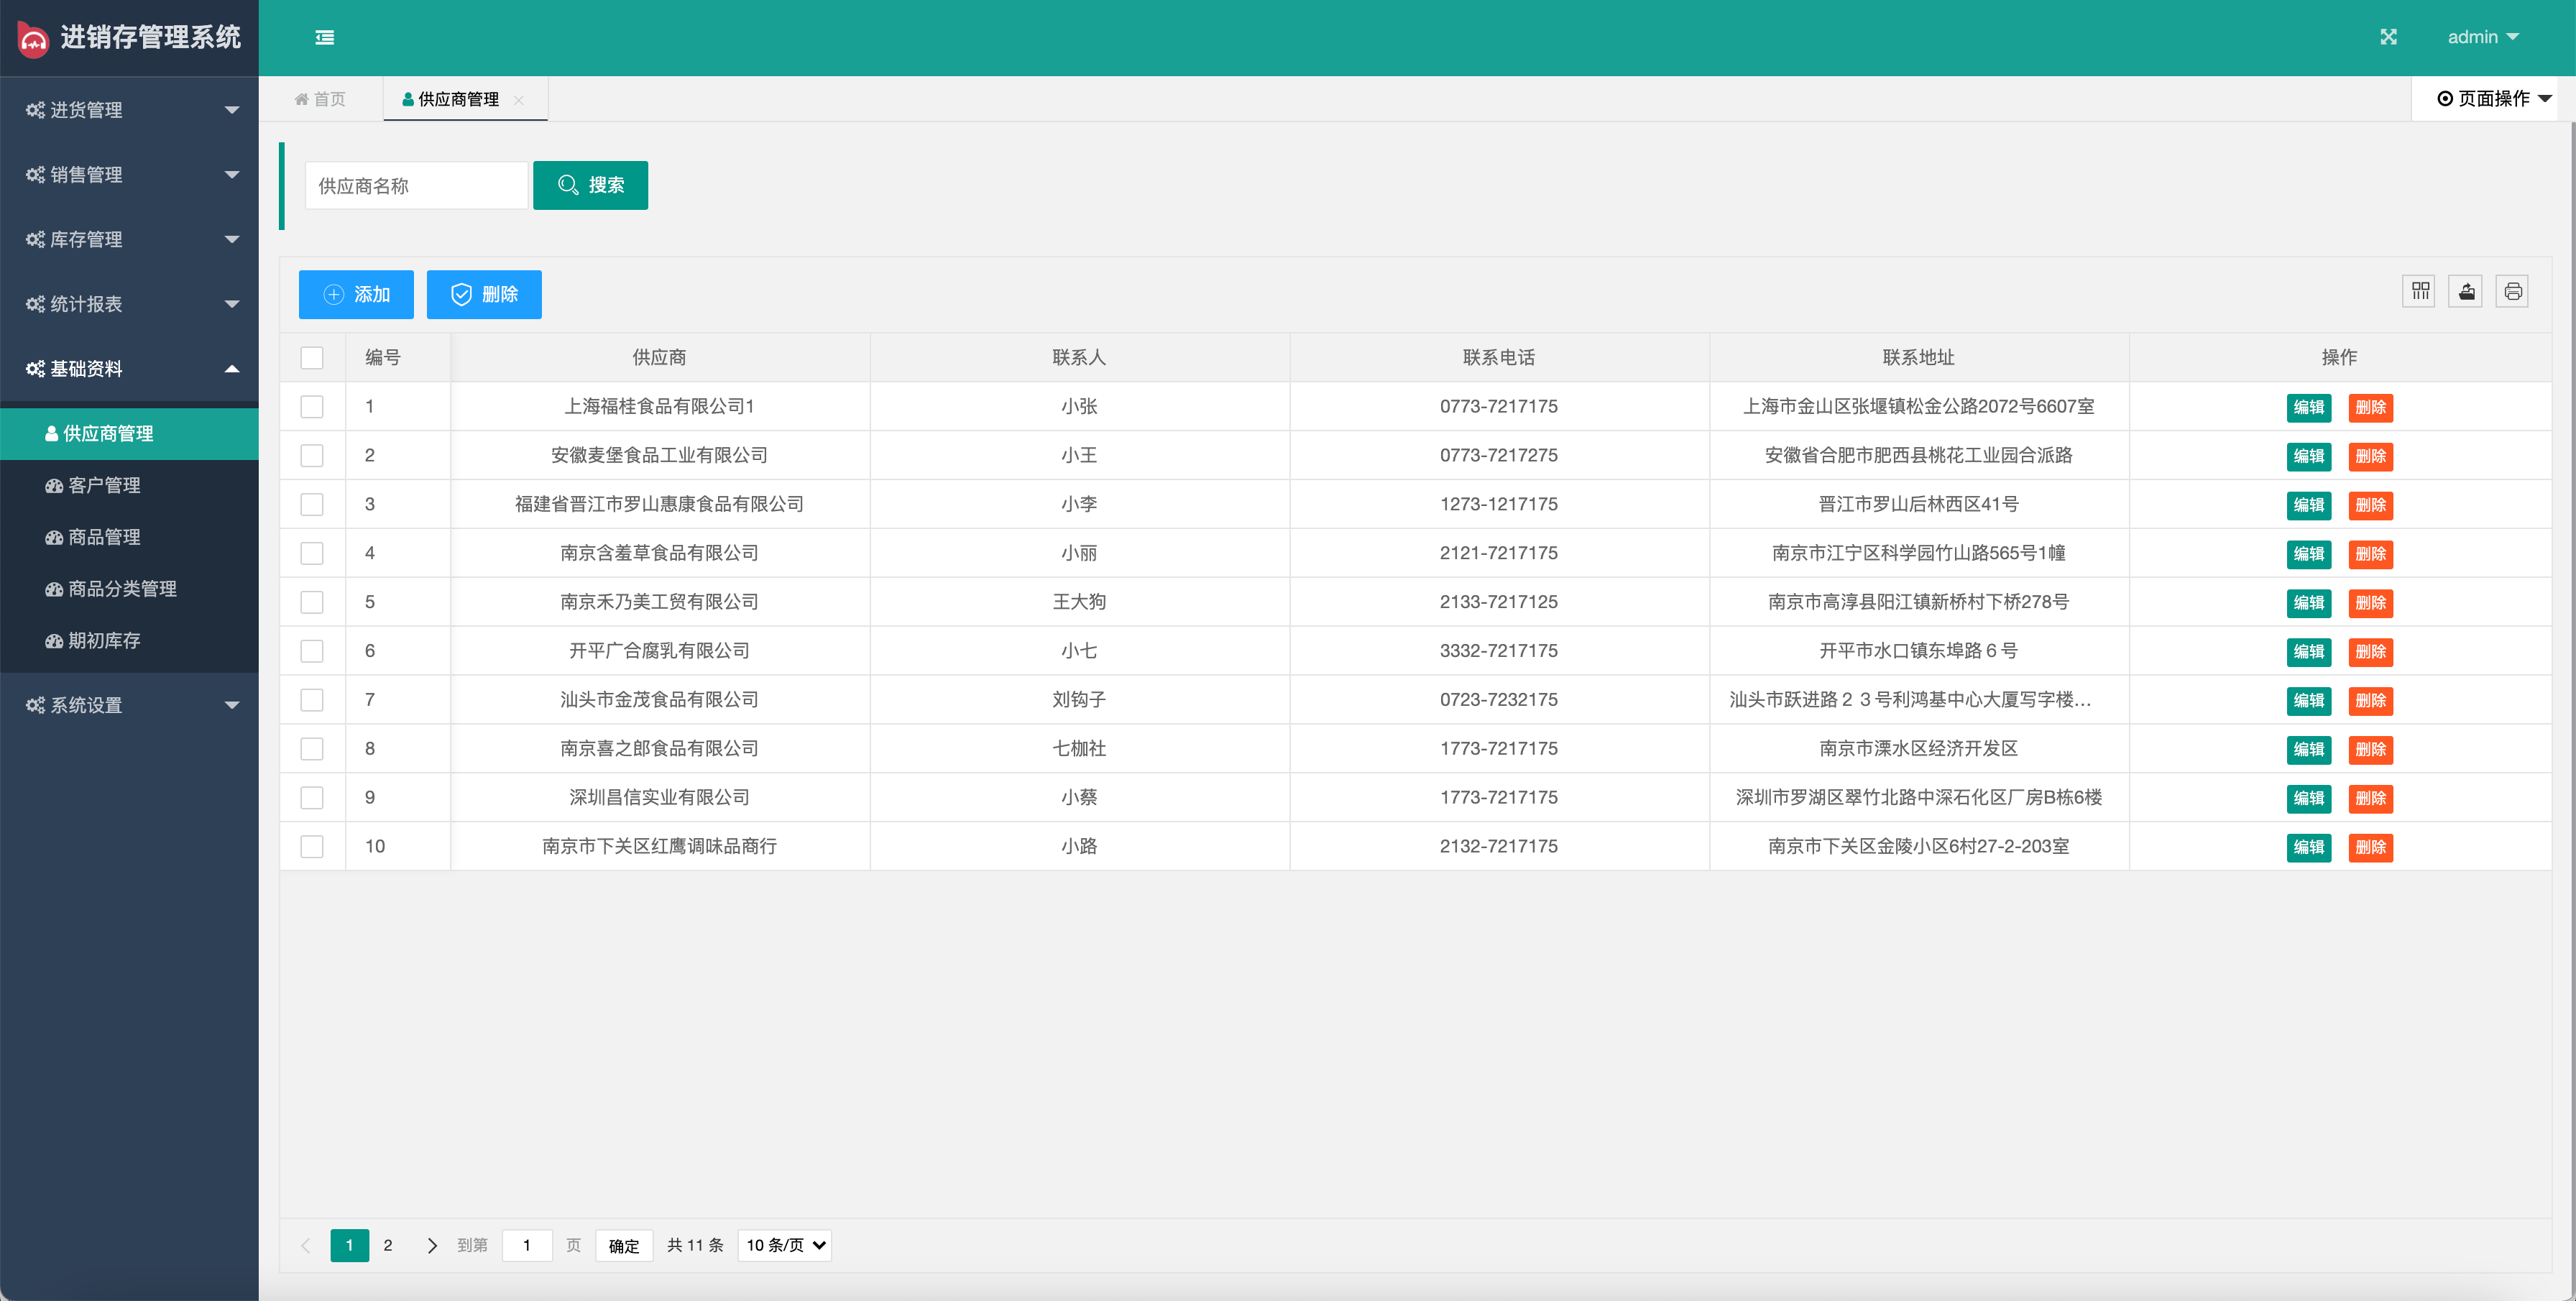 进销存管理系统
admin
进货管理
销售管理
库存管理
统计报表
基础资料
供应商管理
客户管理
商品管理
商品分类管理
期初库存
系统设置
首页 供应商管理 页面操作
供应商名称 搜索
添加 删除
编号 供应商 联系人 联系电话 联系地址 操作
1 上海福桂食品有限公司1 小张 0773-7217175 上海市金山区张堰镇松金公路2072号6607室 编辑 删除
2 安徽麦堡食品工业有限公司 小王 0773-7217275 安徽省合肥市肥西县桃花工业园合派路 编辑 删除
3 福建省晋江市罗山惠康食品有限公司 小李 1273-1217175 晋江市罗山后林西区41号 编辑 删除
4 南京含羞草食品有限公司 小丽 2121-7217175 南京市江宁区科学园竹山路565号1幢 编辑 删除
5 南京禾乃美工贸有限公司 王大狗 2133-7217125 南京市高淳县阳江镇新桥村下桥278号 编辑 删除
6 开平广合腐乳有限公司 小七 3332-7217175 开平市水口镇东埠路６号 编辑 删除
7 汕头市金茂食品有限公司 刘钩子 0723-7232175 汕头市跃进路２３号利鸿基中心大厦写字楼... 编辑 删除
8 南京喜之郎食品有限公司 七枷社 1773-7217175 南京市溧水区经济开发区 编辑 删除
9 深圳昌信实业有限公司 小蔡 1773-7217175 深圳市罗湖区翠竹北路中深石化区厂房B栋6楼 编辑 删除
10 南京市下关区红鹰调味品商行 小路 2132-7217175 南京市下关区金陵小区6村27-2-203室 编辑 删除
1 2 到第 1 页 确定 共 11 条 10 条/页